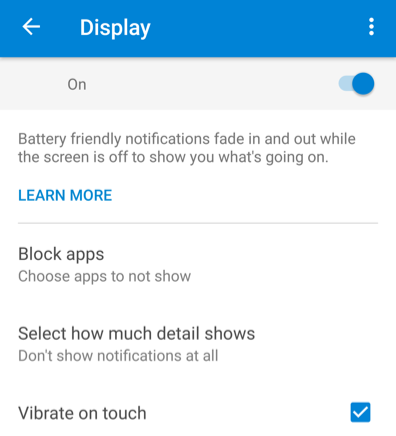 Display
On
Battery friendly notifications fade in and out while
the screen is off to show you what's going on.
LEARN MORE
Block apps
Choose apps to not show
Select how much detail shows
Don't show notifications at all
Vibrate on touch